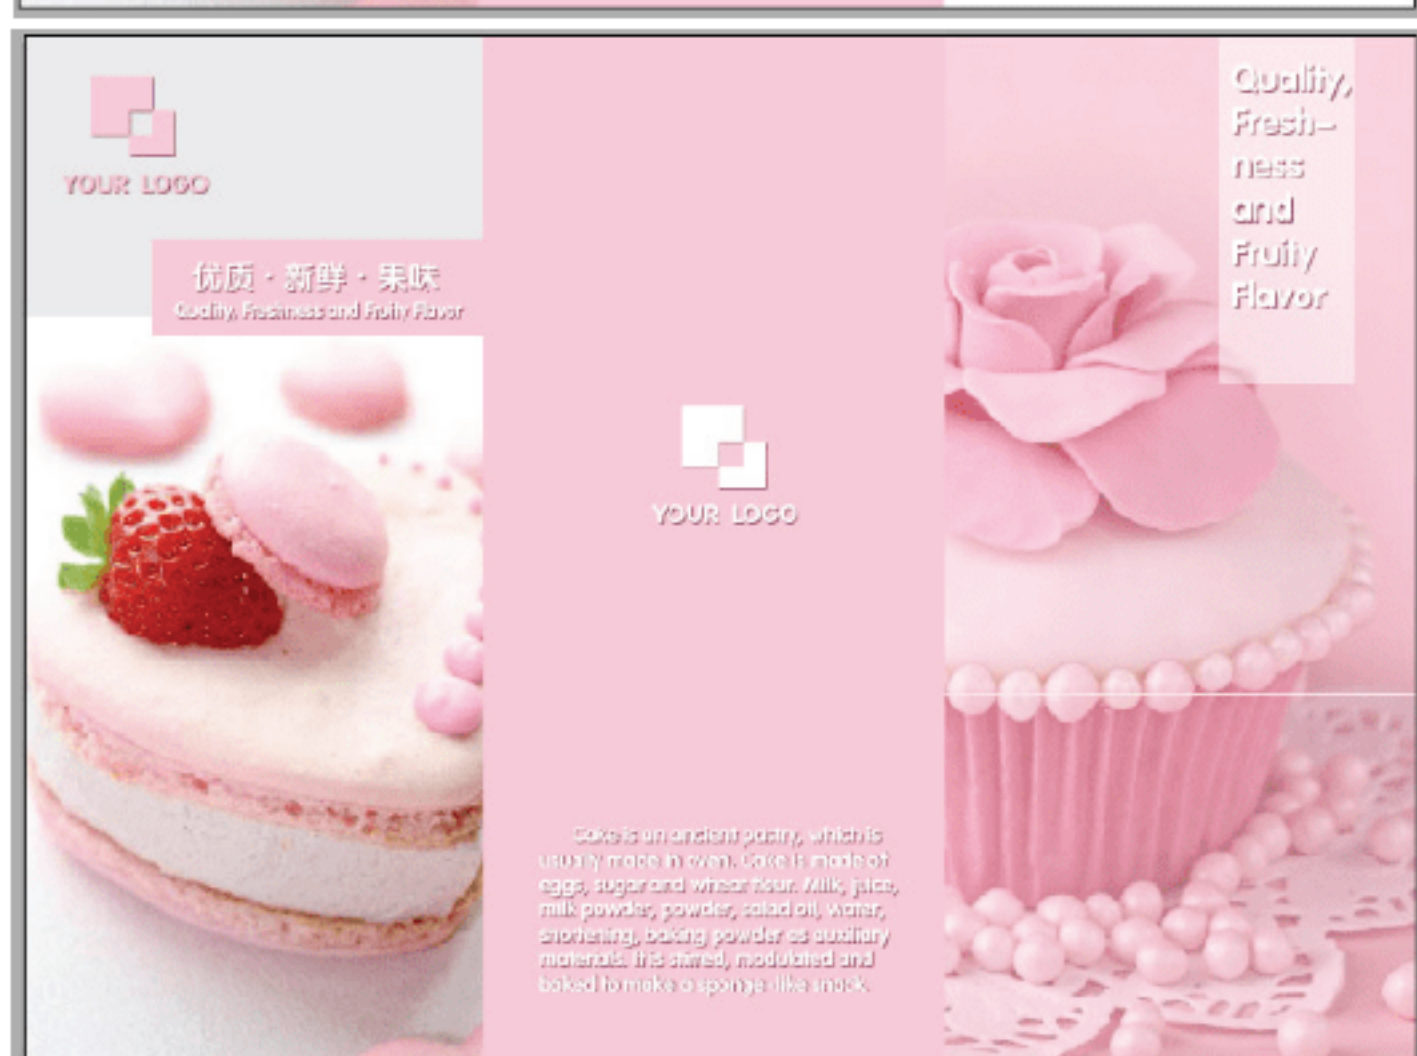 YOUR LOGO
优质·新鲜·果味
Quality, Freshness and Fruity Flavor
YOUR LOGO
Cake is an ancient pastry, which is
usually made in oven. Cake is made of
eggs, sugar and wheat flour. Milk, juice,
milk powder, powder, salad oil, water,
shortening, baking powder as auxiliary
materials. It is stirred, modulated and
baked to make a sponge-like snack.
Quality,
Fresh-
ness
and
Fruity
Flavor